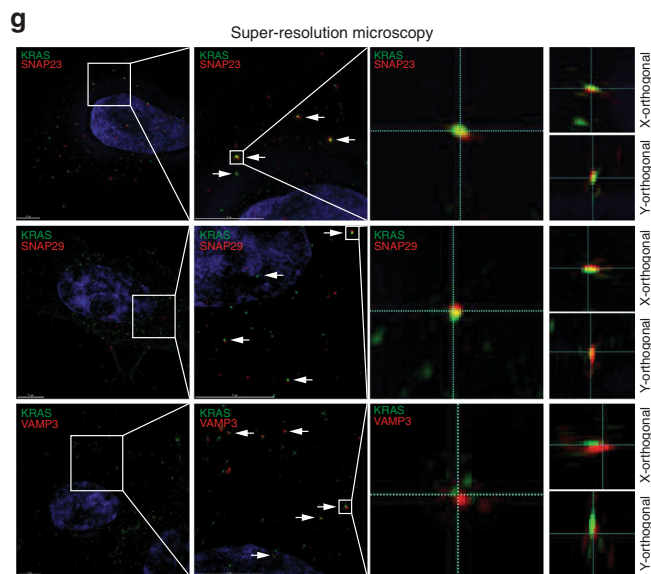 g
Super-resolution microscopy
KRAS
SNAP23
KRAS
SNAP23
KRAS
SNAP23
X-orthogonal
Y-orthogonal
KRAS
SNAP29
KRAS
SNAP29
KRAS
SNAP29
X-orthogonal
Y-orthogonal
KRAS
VAMP3
KRAS
VAMP3
KRAS
VAMP3
X-orthogonal
Y-orthogonal